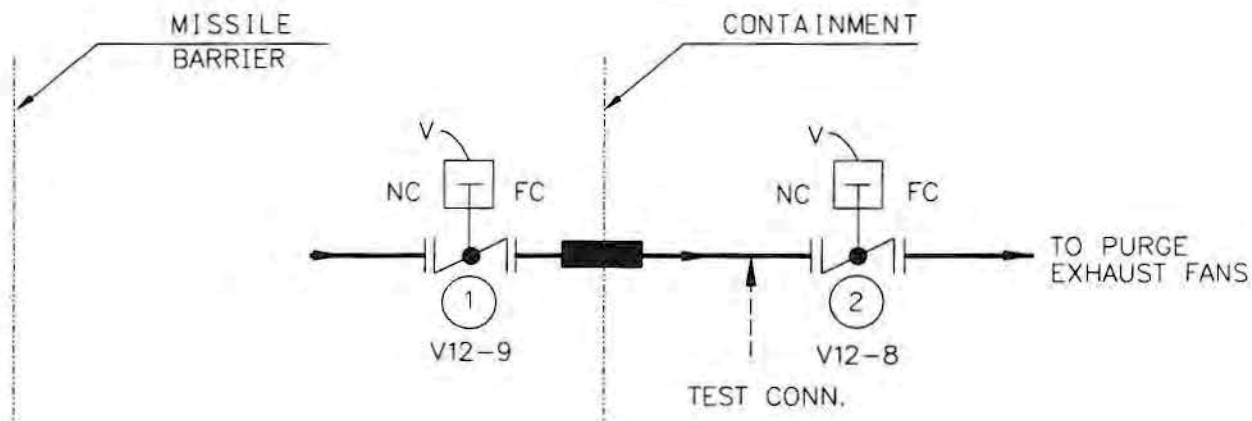 MISSILE
BARRIER
CONTAINMENT
V
NC FC
V
NC FC
TO PURGE
EXHAUST FANS
1
2
V12-9
V12-8
TEST CONN.